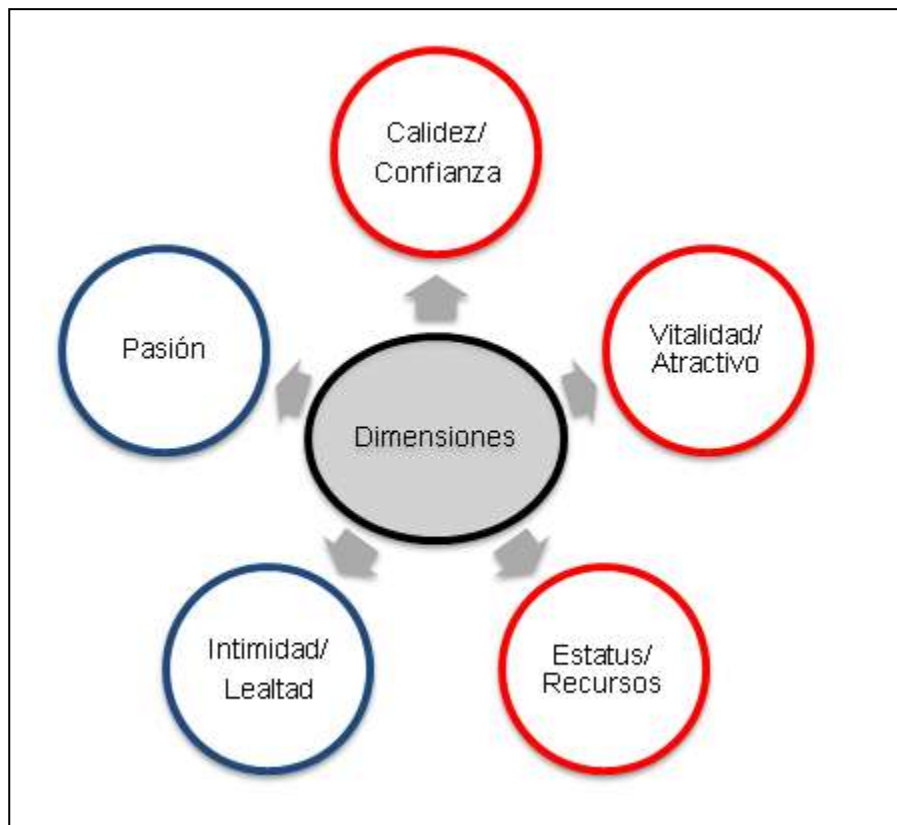 Calidez/
Confianza
Pasión
Vitalidad/
Atractivo
Dimensiones
Intimidad/
Lealtad
Estatus/
Recursos